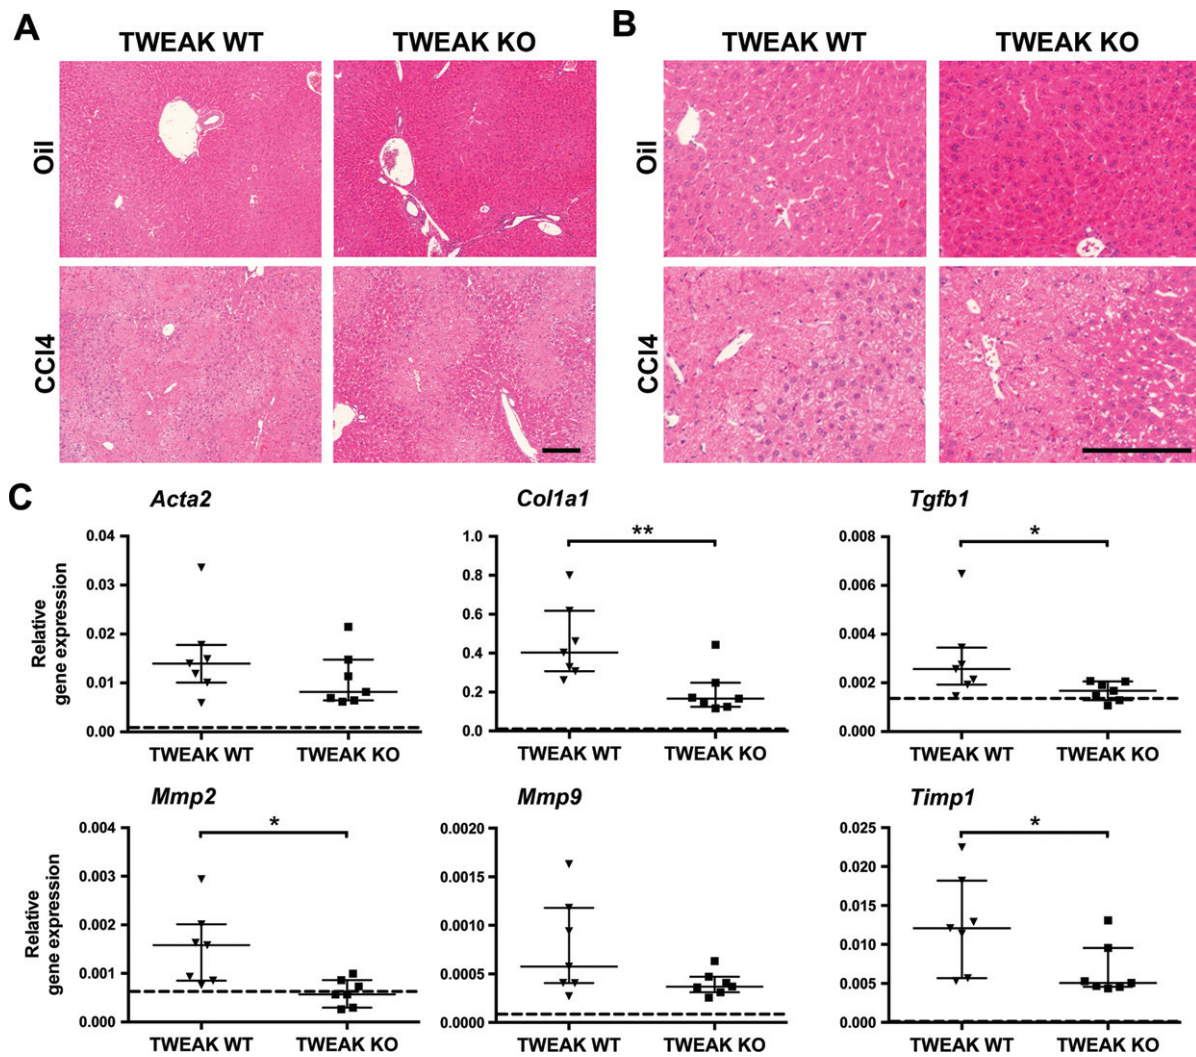 A
TWEAK WT
TWEAK KO
B
TWEAK WT
TWEAK KO
Oil
Oil
CCl4
CCl4
C
Acta2
Relative
gene expression
0.04
0.03
0.02
0.01
0.00
TWEAK WT
TWEAK KO
Col1a1
**
1.0
0.8
0.6
0.4
0.2
0.0
TWEAK WT
TWEAK KO
Tgfb1
*
0.008
0.006
0.004
0.002
0.000
TWEAK WT
TWEAK KO
Mmp2
*
Relative
gene expression
0.004
0.003
0.002
0.001
0.000
TWEAK WT
TWEAK KO
Mmp9
0.0020
0.0015
0.0010
0.0005
0.0000
TWEAK WT
TWEAK KO
Timp1
*
0.025
0.020
0.015
0.010
0.005
0.000
TWEAK WT
TWEAK KO